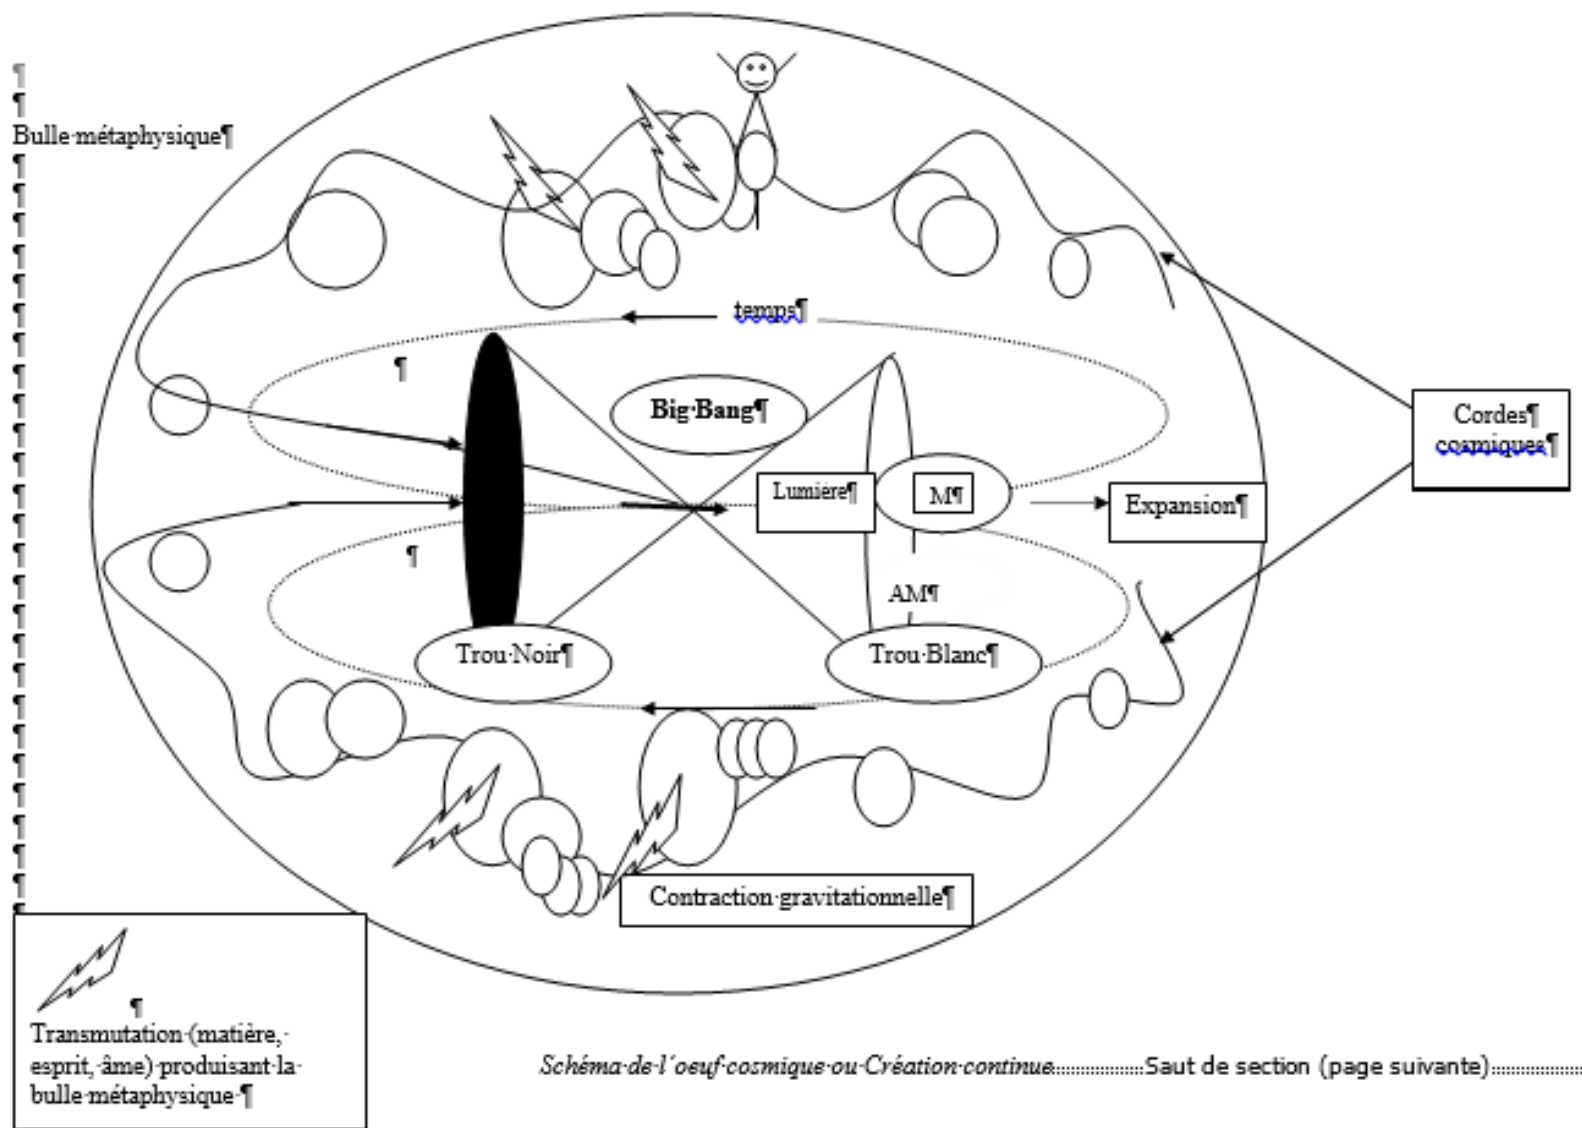 Bulle·métaphysique¶
temps¶
¶
Big·Bang¶
Cordes¶
cosmiques¶
Lumière¶
M¶
Expansion¶
¶
AM¶
Trou·Noir¶
Trou·Blanc¶
Contraction·gravitationnelle¶
¶
Transmutation·(matière,·
esprit,·âme)·produisant·la·
bulle·métaphysique·¶
Schéma·de·l´oeuf·cosmique·ou·Création·continue......................Saut de section (page suivante)......................